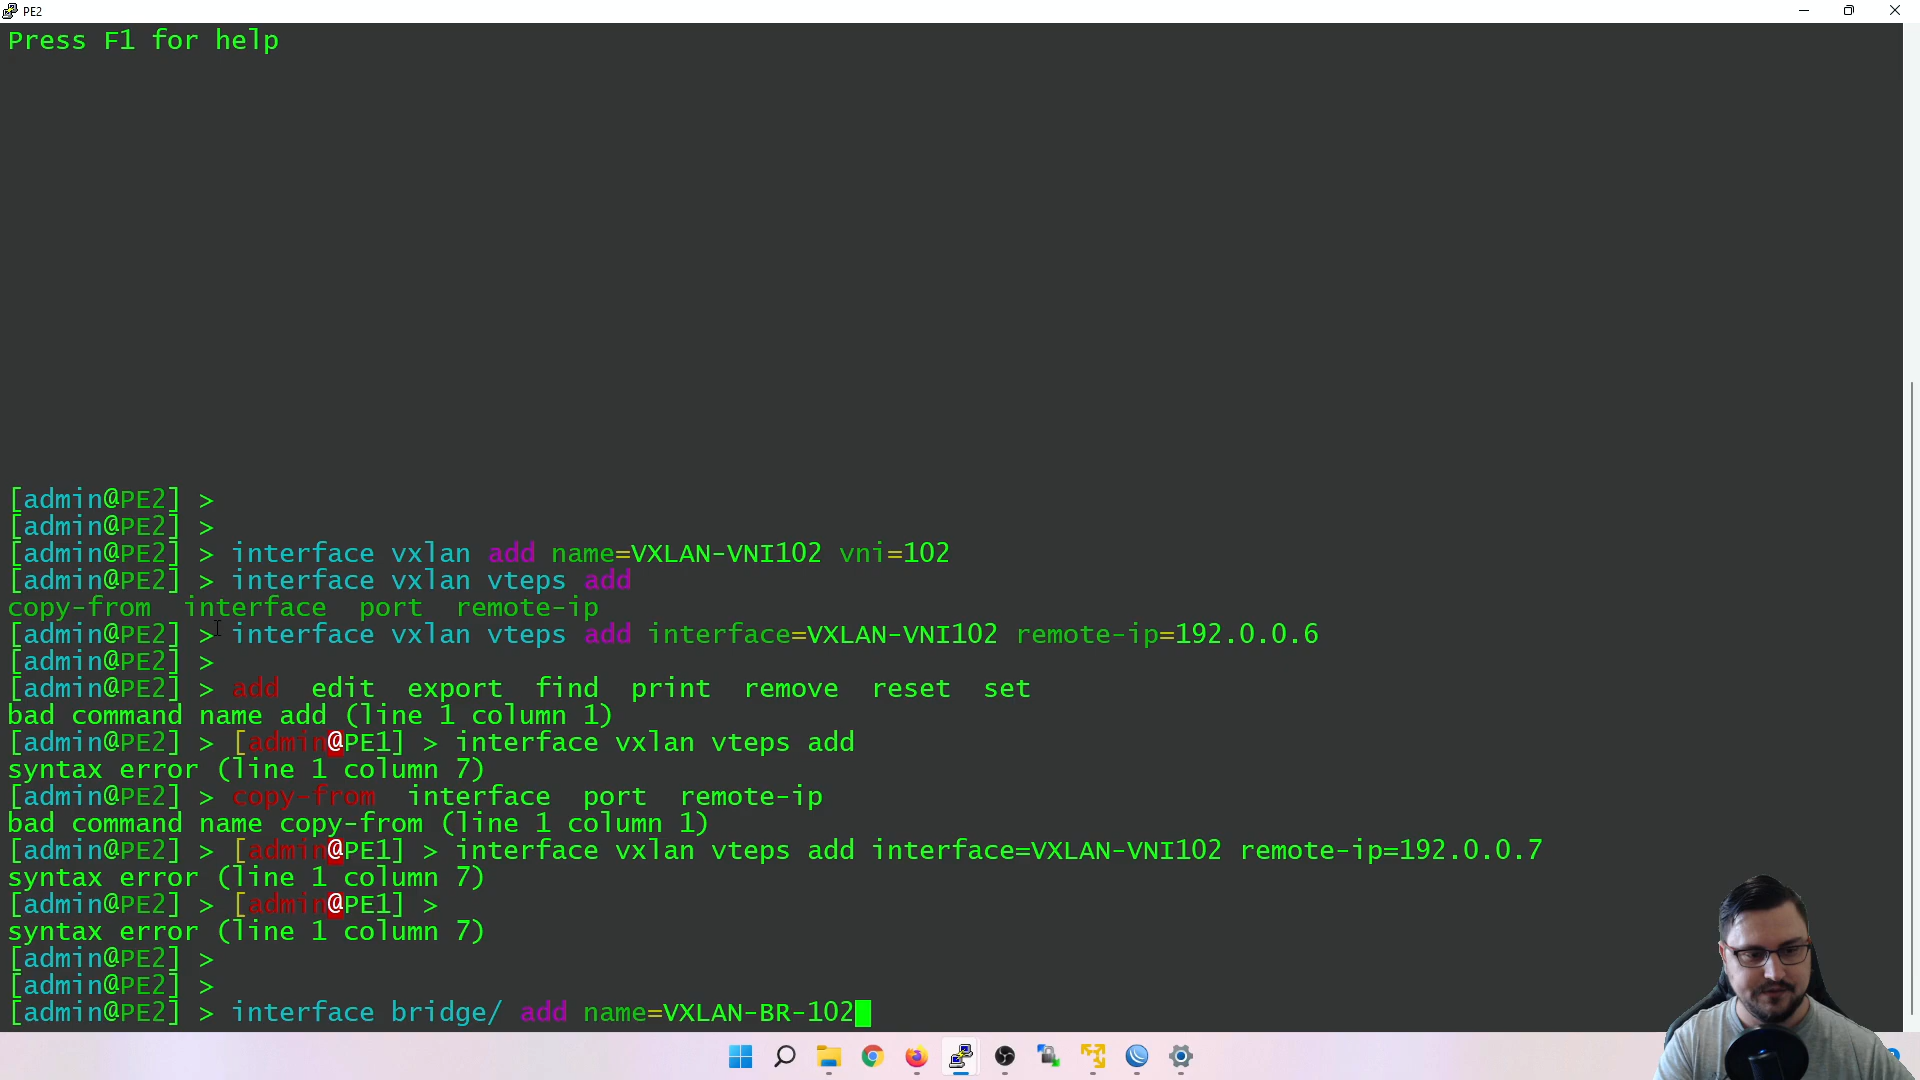 PE2
Press F1 for help
[admin@PE2] >
[admin@PE2] >
[admin@PE2] > interface vxlan add name=VXLAN-VNI102 vni=102
[admin@PE2] > interface vxlan vteps add
copy-from  interface  port  remote-ip
[admin@PE2] > interface vxlan vteps add interface=VXLAN-VNI102 remote-ip=192.0.0.6
[admin@PE2] >
[admin@PE2] > add  edit  export  find  print  remove  reset  set
bad command name add (line 1 column 1)
[admin@PE2] > [admin@PE1] > interface vxlan vteps add
syntax error (line 1 column 7)
[admin@PE2] > copy-from  interface  port  remote-ip
bad command name copy-from (line 1 column 1)
[admin@PE2] > [admin@PE1] > interface vxlan vteps add interface=VXLAN-VNI102 remote-ip=192.0.0.7
syntax error (line 1 column 7)
[admin@PE2] > [admin@PE1] >
syntax error (line 1 column 7)
[admin@PE2] >
[admin@PE2] >
[admin@PE2] > interface bridge/ add name=VXLAN-BR-102